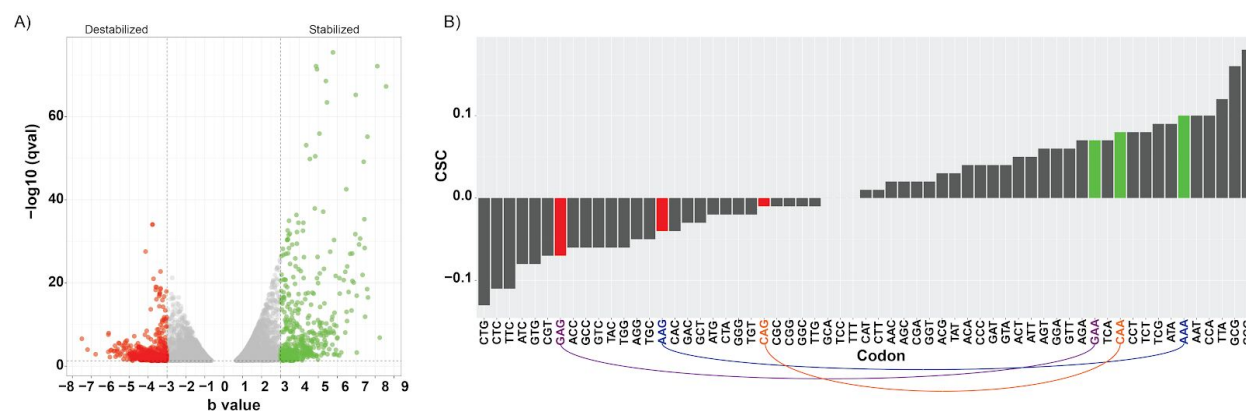 A)
Destabilized Stabilized
60
40
20
0
−log10 (qval)
−8 −7 −6 −5 −4 −3 −2 −1 0 1 2 3 4 5 6 7 8 9
b value
B)
0.1
0.0
−0.1
CSC
CTG CTC TTC ATC GTG CGT GAG ACC GCC GTC TAC TGG AGG TGC AAG CAC GAC ATG CTA GGG TGT CAG CGC CGG GGC TTG GCA GCT TTT CAT CTT AAC AGC CGA GGT ACG TAT ACA CCC GAT GTA ACT ATT AGT GGA GTT AGA GAA TCA CAA TCT TCG ATA AAA AAT CCA TTA GCG
Codon